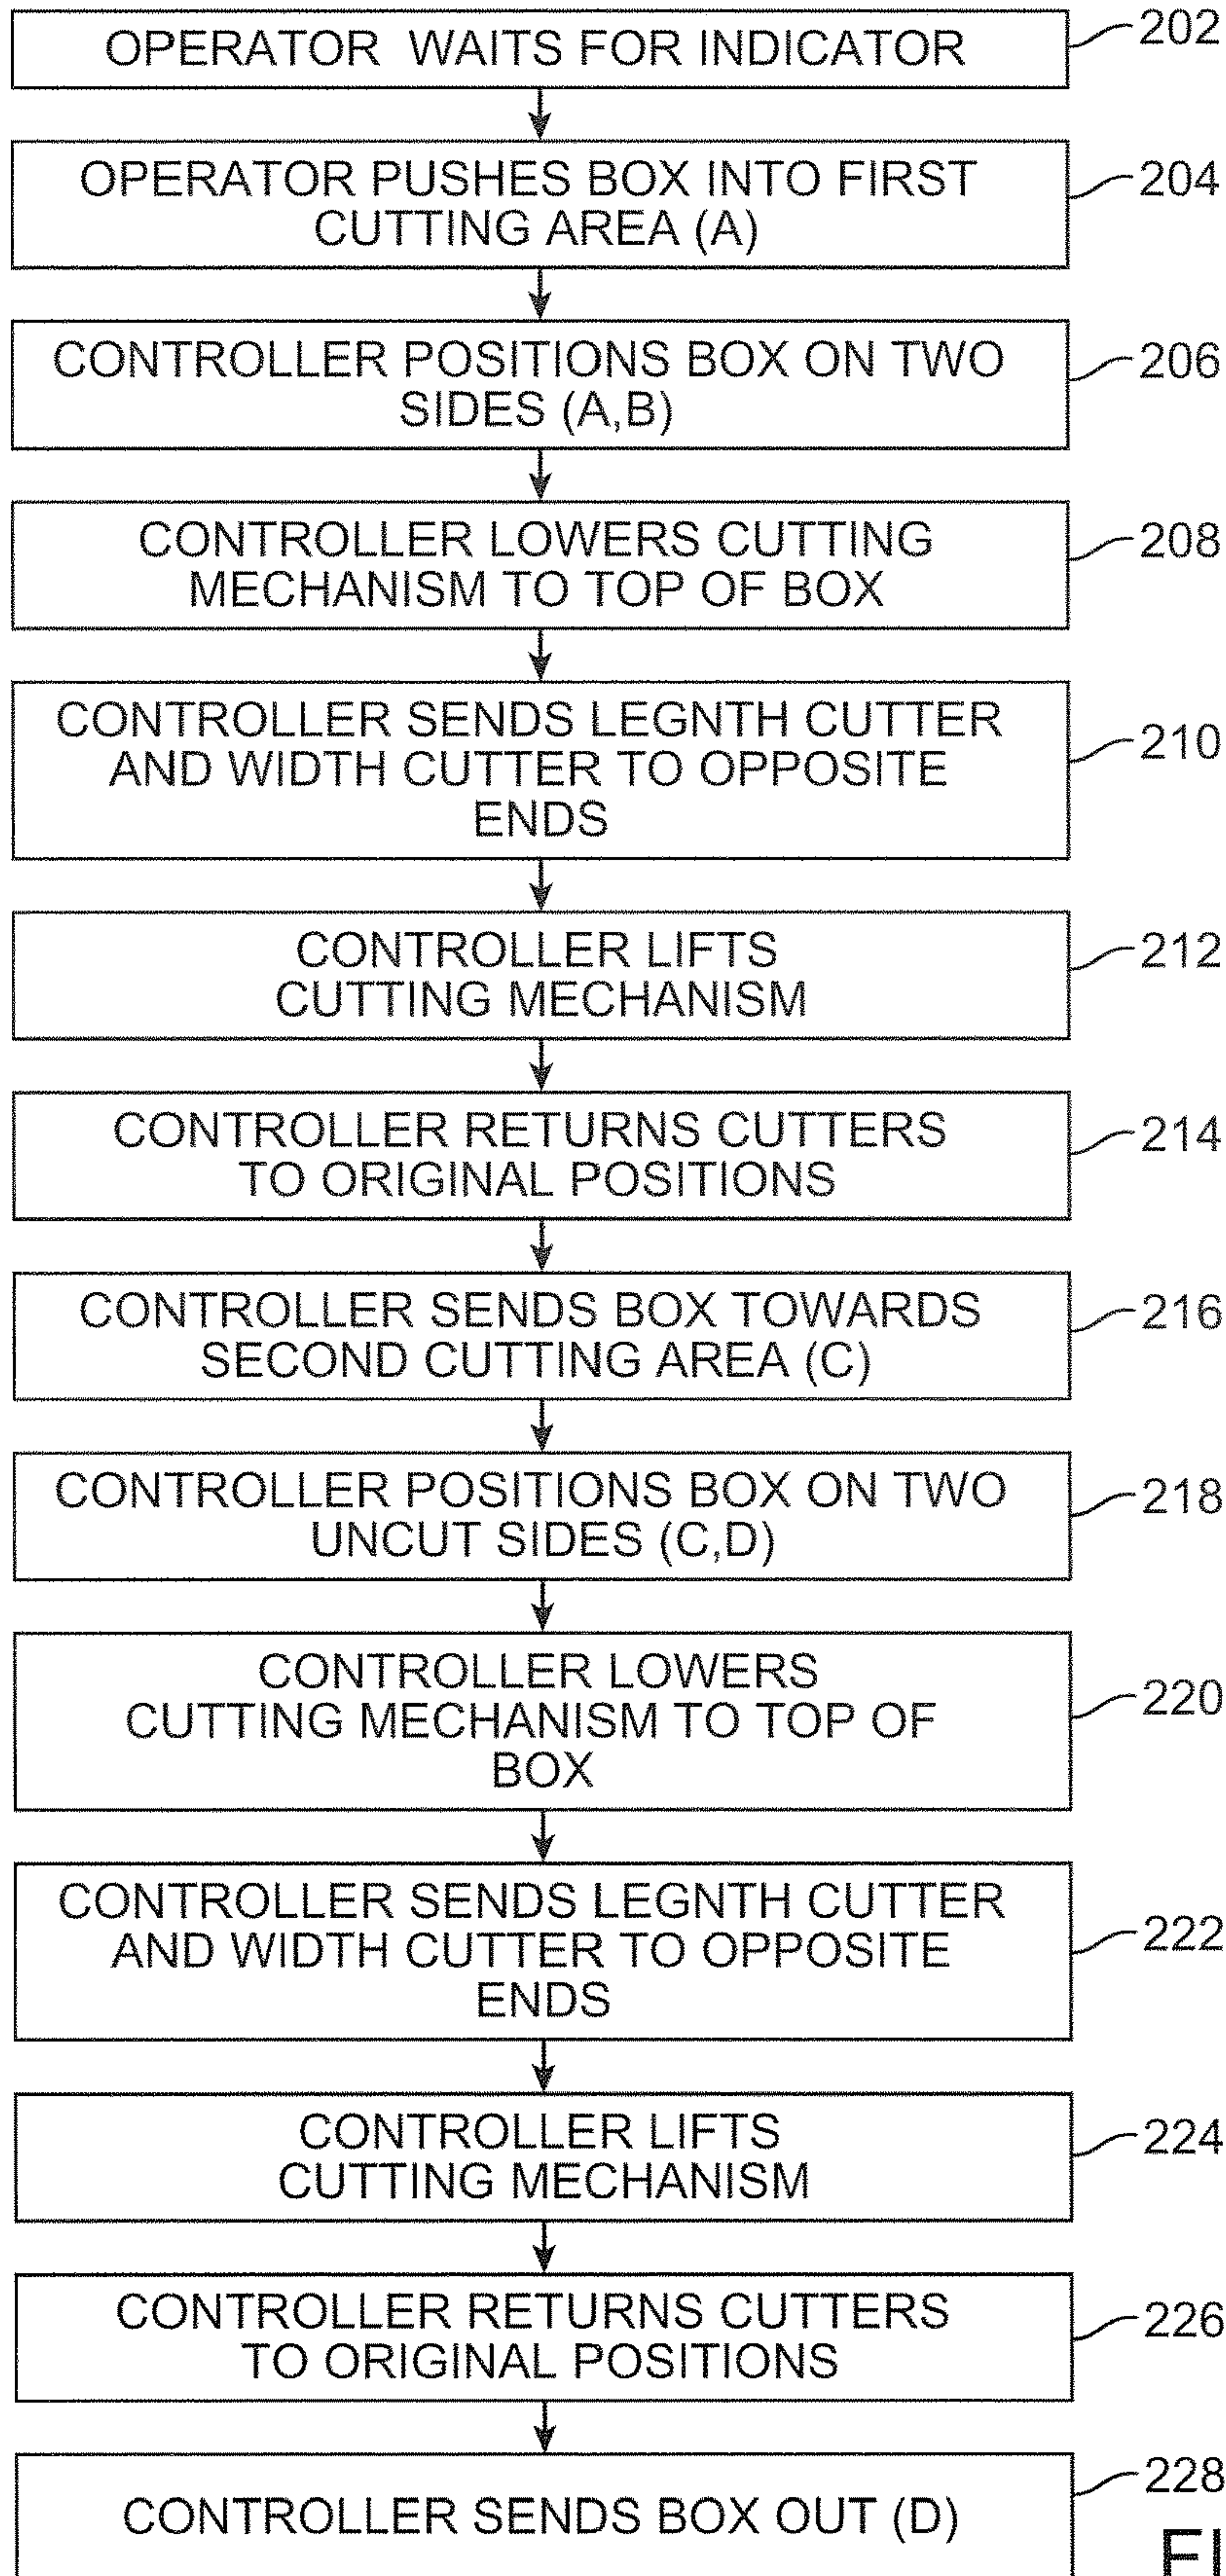 OPERATOR WAITS FOR INDICATOR
202
OPERATOR PUSHES BOX INTO FIRST
CUTTING AREA (A)
204
CONTROLLER POSITIONS BOX ON TWO
SIDES (A,B)
206
CONTROLLER LOWERS CUTTING
MECHANISM TO TOP OF BOX
208
CONTROLLER SENDS LEGNTH CUTTER
AND WIDTH CUTTER TO OPPOSITE
ENDS
210
CONTROLLER LIFTS
CUTTING MECHANISM
212
CONTROLLER RETURNS CUTTERS
TO ORIGINAL POSITIONS
214
CONTROLLER SENDS BOX TOWARDS
SECOND CUTTING AREA (C)
216
CONTROLLER POSITIONS BOX ON TWO
UNCUT SIDES (C,D)
218
CONTROLLER LOWERS
CUTTING MECHANISM TO TOP OF
BOX
220
CONTROLLER SENDS LEGNTH CUTTER
AND WIDTH CUTTER TO OPPOSITE
ENDS
222
CONTROLLER LIFTS
CUTTING MECHANISM
224
CONTROLLER RETURNS CUTTERS
TO ORIGINAL POSITIONS
226
CONTROLLER SENDS BOX OUT (D)
228